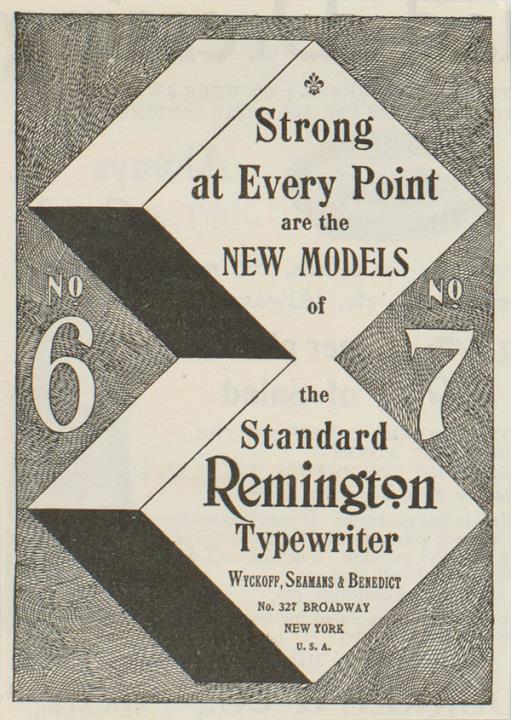 Strong
at Every Point
are the
NEW MODELS
of
No
6
No
7
the
Standard
Remington
Typewriter
WYCKOFF, SEAMANS & BENEDICT
No. 327 BROADWAY
NEW YORK
U. S. A.